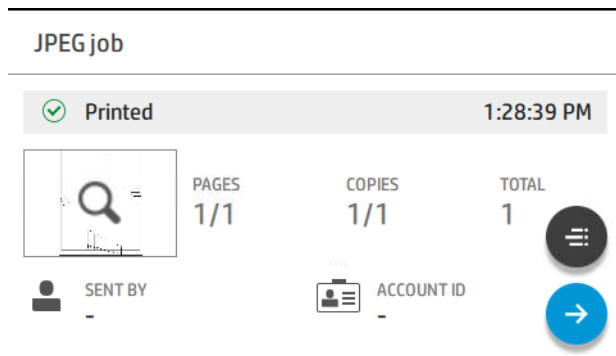 JPEG job
Printed 1:28:39 PM
PAGES COPIES TOTAL
1/1 1/1 1
SENT BY ACCOUNT ID
- -